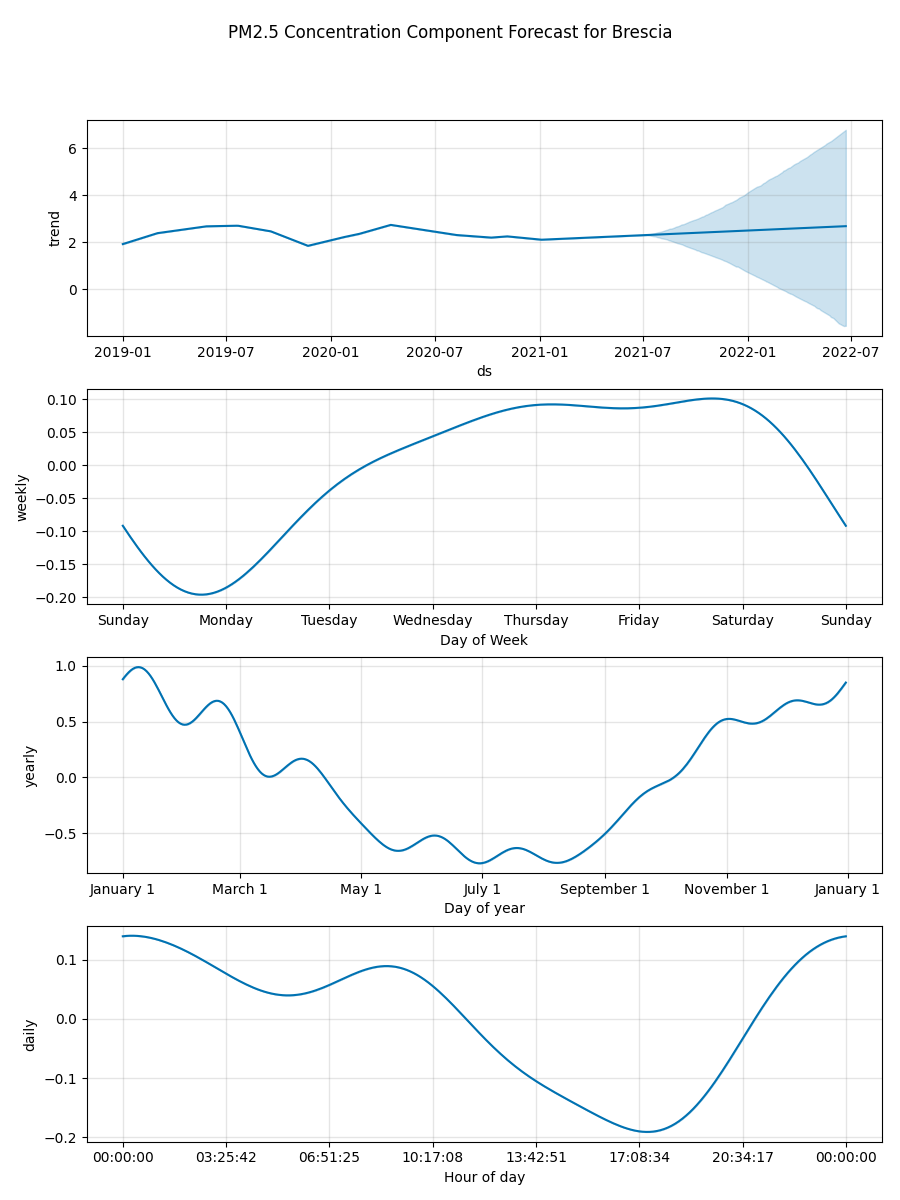 PM2.5 Concentration Component Forecast for Brescia
6
4
2
0
trend
2019-01 2019-07 2020-01 2020-07 2021-01 2021-07 2022-01 2022-07
ds
0.10
0.05
0.00
−0.05
−0.10
−0.15
−0.20
weekly
Sunday Monday Tuesday Wednesday Thursday Friday Saturday Sunday
Day of Week
1.0
0.5
0.0
−0.5
yearly
January 1 March 1 May 1 July 1 September 1 November 1 January 1
Day of year
0.1
0.0
−0.1
−0.2
daily
00:00:00 03:25:42 06:51:25 10:17:08 13:42:51 17:08:34 20:34:17 00:00:00
Hour of day